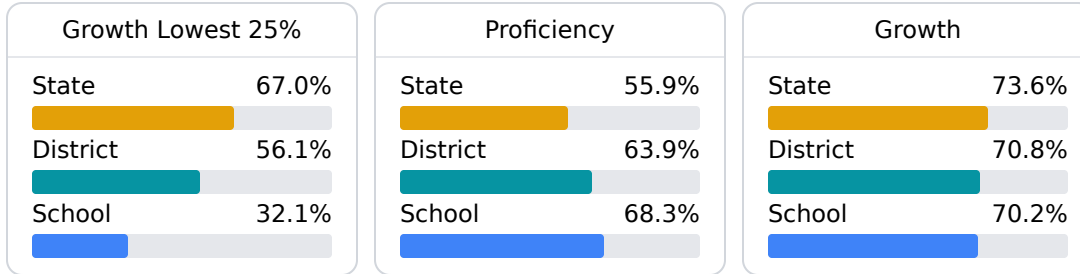 Growth Lowest 25%
State 67.0%
District 56.1%
School 32.1%
Proficiency
State 55.9%
District 63.9%
School 68.3%
Growth
State 73.6%
District 70.8%
School 70.2%